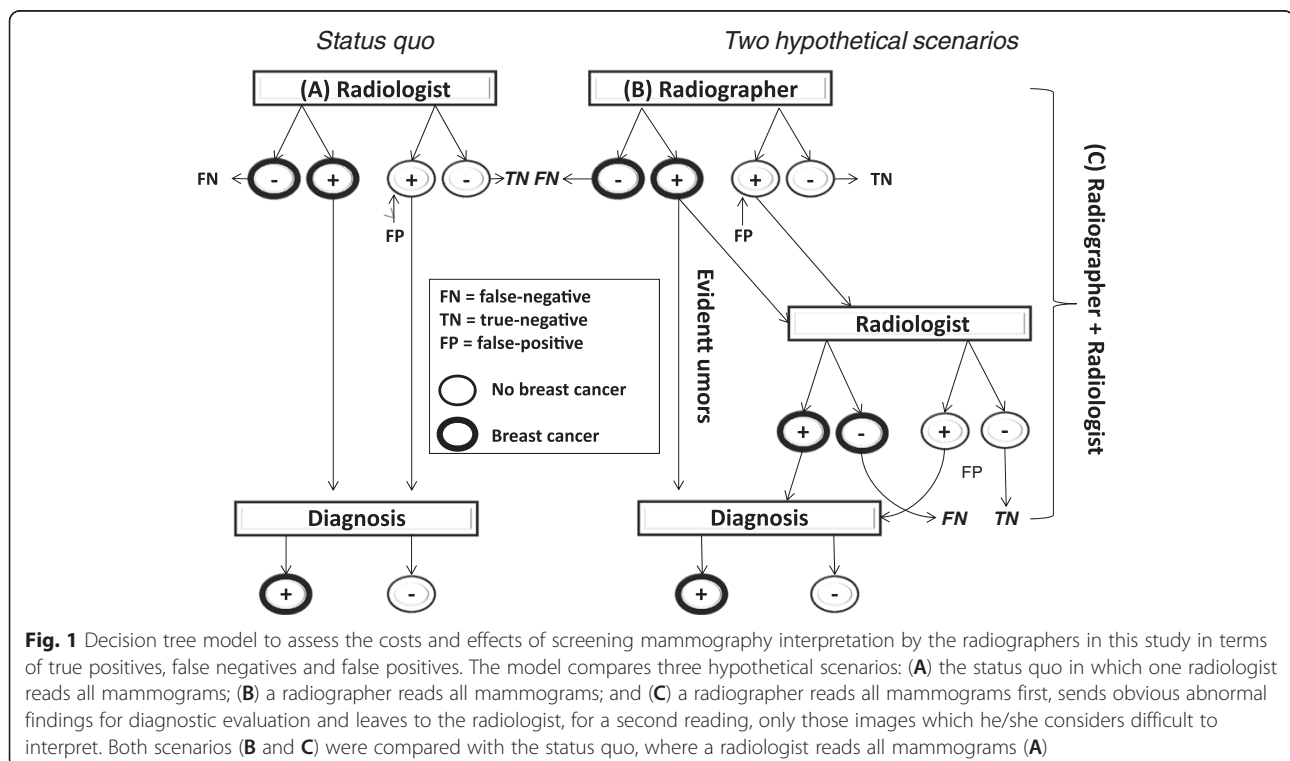 Status quo
Two hypothetical scenarios
(A) Radiologist
(B) Radiographer
FN - + + - TN FN - + + - TN
FP
FP
Evidentt umors
FN = false-negative
TN = true-negative
FP = false-positive
No breast cancer
Breast cancer
Radiologist
+ - + -
FP
(C) Radiographer + Radiologist
Diagnosis
Diagnosis
FN TN
+ -
+ -
Fig. 1 Decision tree model to assess the costs and effects of screening mammography interpretation by the radiographers in this study in terms
of true positives, false negatives and false positives. The model compares three hypothetical scenarios: (A) the status quo in which one radiologist
reads all mammograms; (B) a radiographer reads all mammograms; and (C) a radiographer reads all mammograms first, sends obvious abnormal
findings for diagnostic evaluation and leaves to the radiologist, for a second reading, only those images which he/she considers difficult to
interpret. Both scenarios (B and C) were compared with the status quo, where a radiologist reads all mammograms (A)